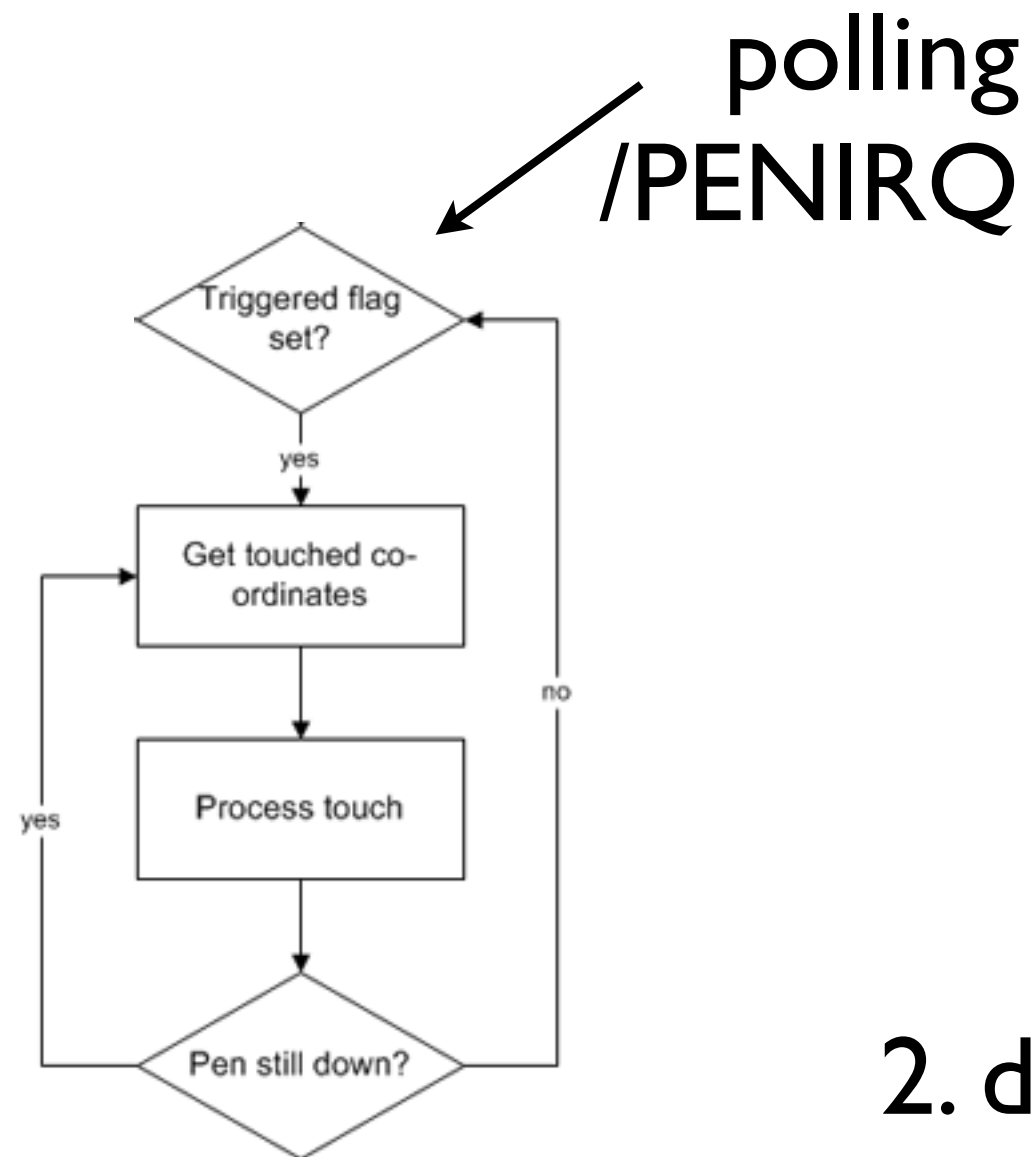 polling
/PENIRQ
Triggered flag
set?
yes
Get touched co-
ordinates
no
Process touch
yes
Pen still down?
2. d